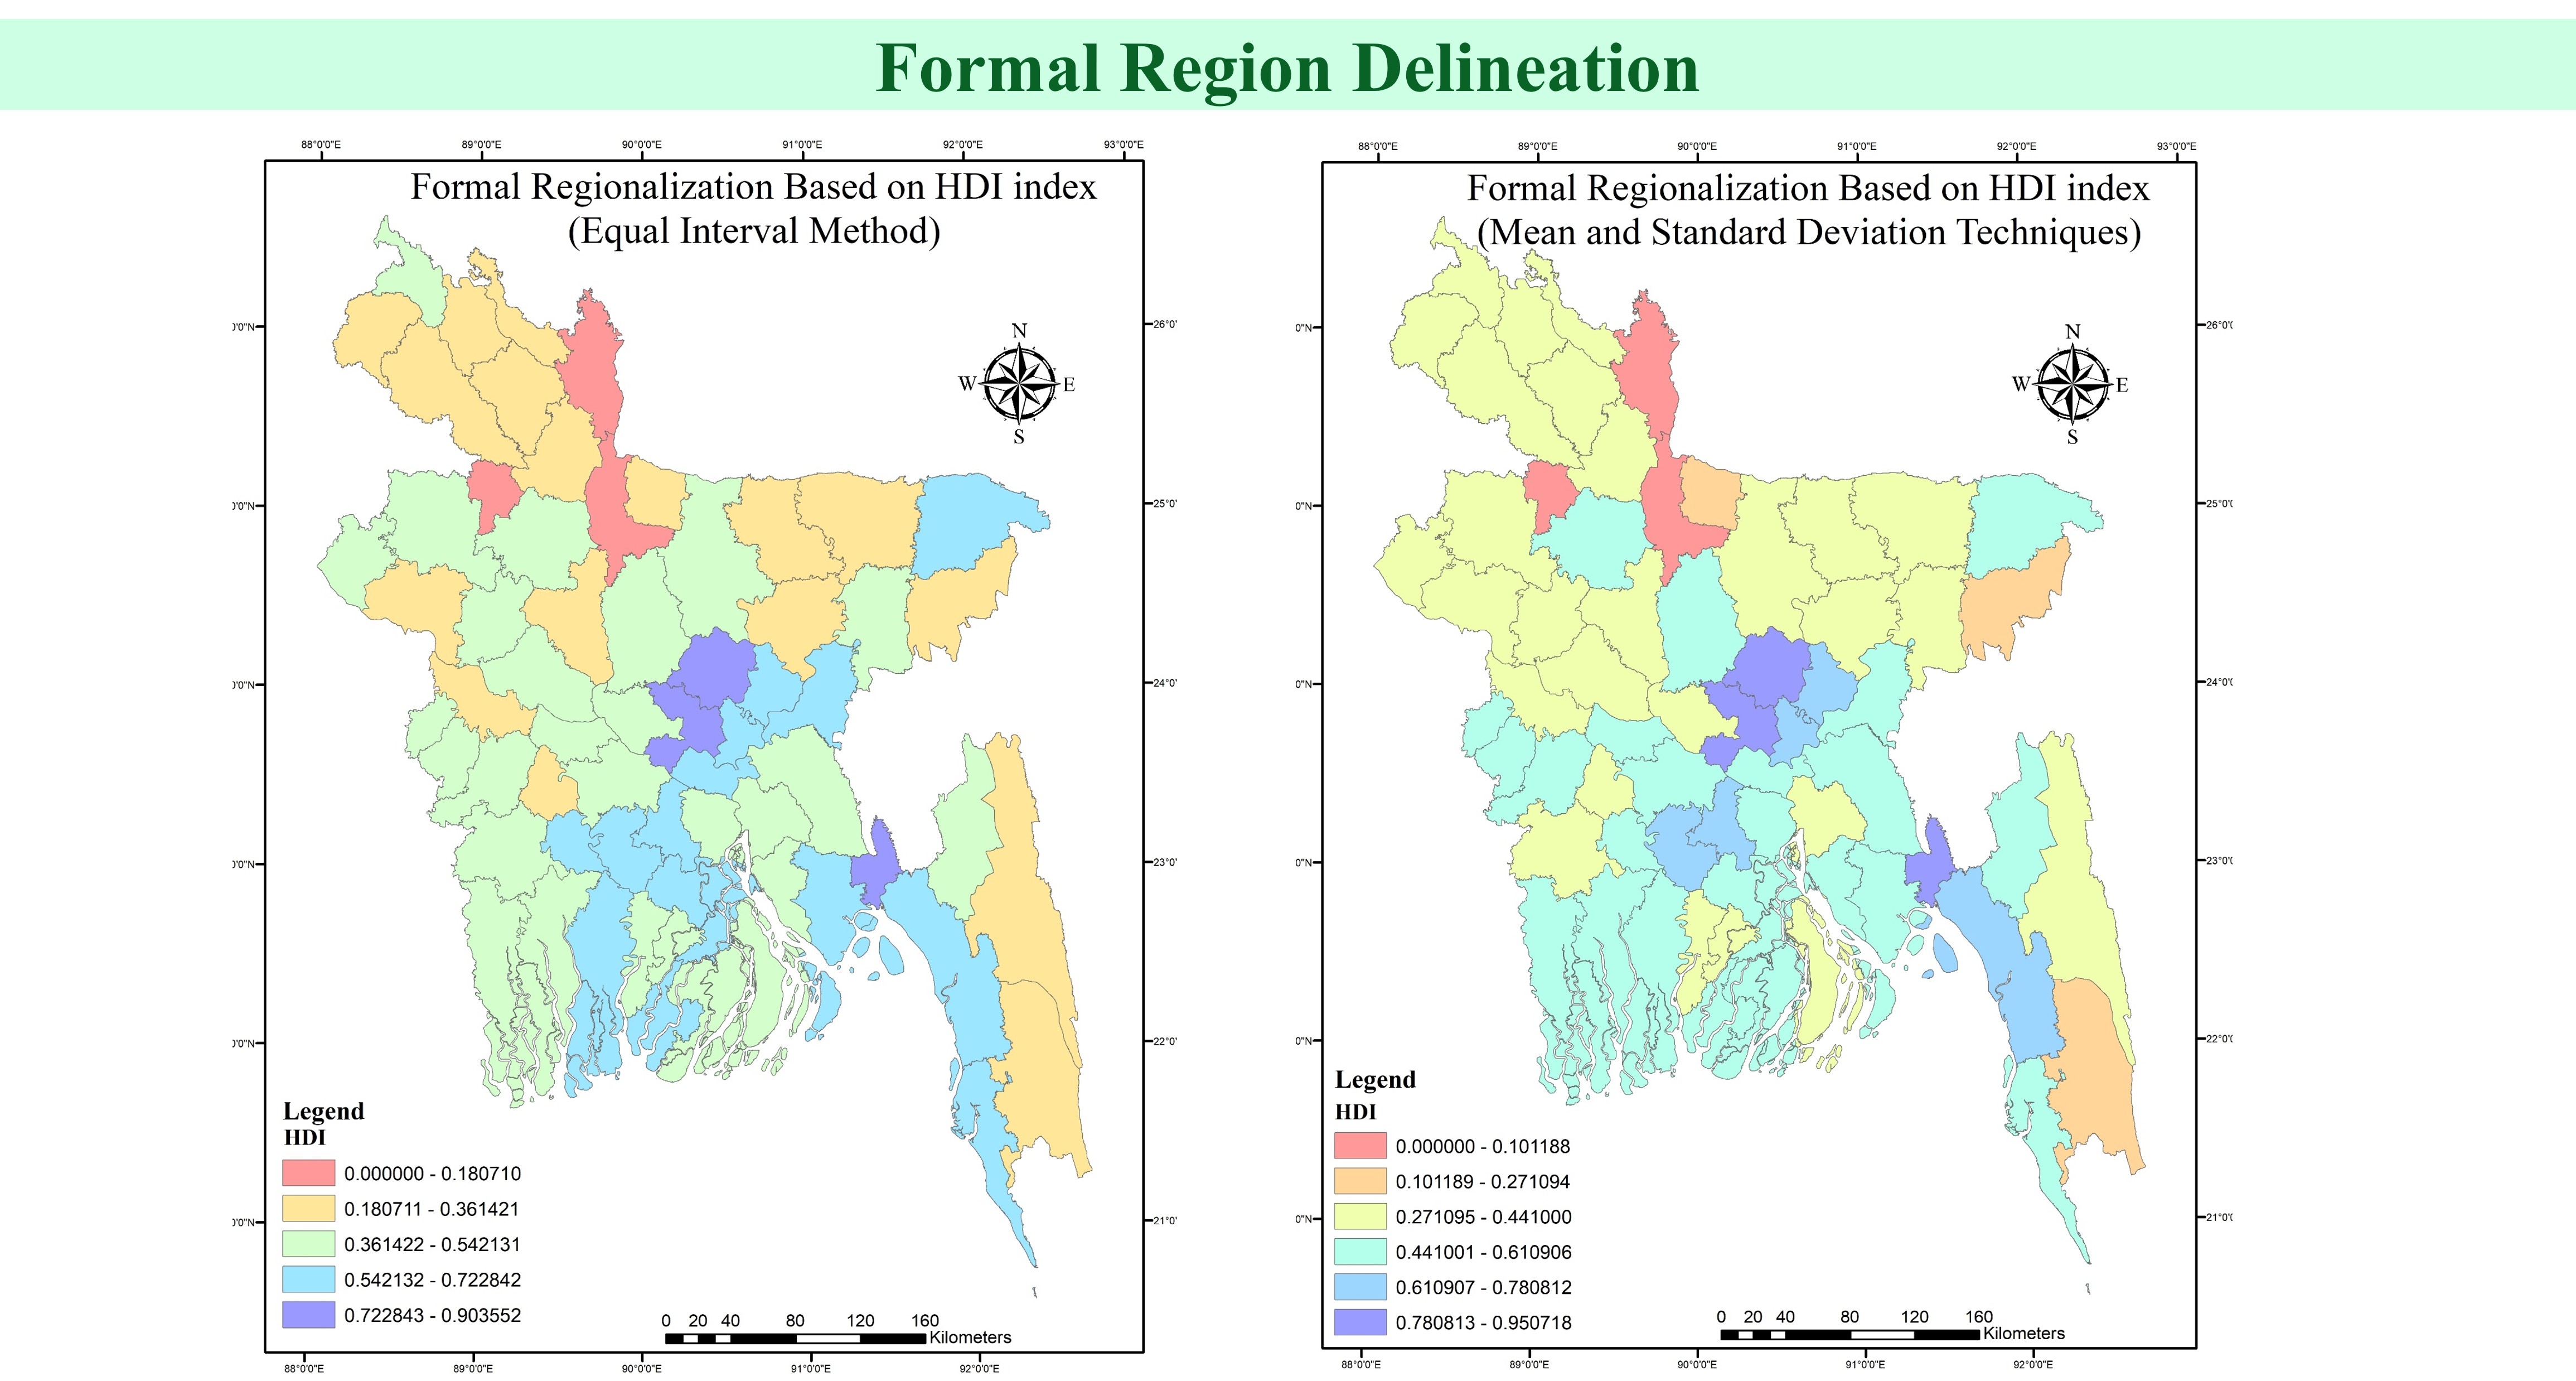 Formal Region Delineation
88°0'0"E 89°0'0"E 90°0'0"E 91°0'0"E 92°0'0"E 93°0'0"E
Formal Regionalization Based on HDI index
(Equal Interval Method)
0'0"N 26°0'
N
W E
S
0'0"N 25°0'
0'0"N 24°0'
0'0"N 23°0'
0'0"N 22°0'
0'0"N 21°0'
Legend
HDI
0.000000 - 0.180710
0.180711 - 0.361421
0.361422 - 0.542131
0.542132 - 0.722842
0.722843 - 0.903552
0 20 40 80 120 160
Kilometers
88°0'0"E 89°0'0"E 90°0'0"E 91°0'0"E 92°0'0"E
88°0'0"E 89°0'0"E 90°0'0"E 91°0'0"E 92°0'0"E 93°0'0"E
Formal Regionalization Based on HDI index
(Mean and Standard Deviation Techniques)
0"N 26°0'(
N
W E
S
0"N 25°0'(
0"N 24°0'(
0"N 23°0'(
0"N 22°0'(
0"N 21°0'(
Legend
HDI
0.000000 - 0.101188
0.101189 - 0.271094
0.271095 - 0.441000
0.441001 - 0.610906
0.610907 - 0.780812
0.780813 - 0.950718
0 20 40 80 120 160
Kilometers
88°0'0"E 89°0'0"E 90°0'0"E 91°0'0"E 92°0'0"E